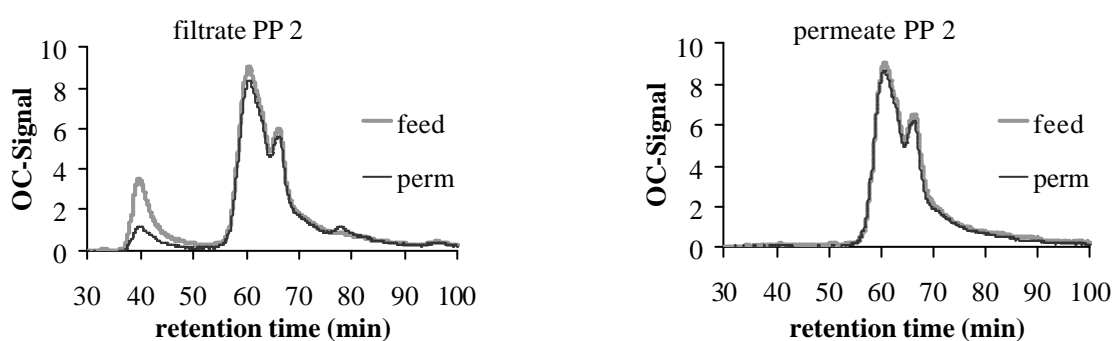 filtrate PP 2
10
8
6
4
2
0
OC-Signal
feed
perm
30 40 50 60 70 80 90 100
retention time (min)
permeate PP 2
10
8
6
4
2
0
OC-Signal
feed
perm
30 40 50 60 70 80 90 100
retention time (min)